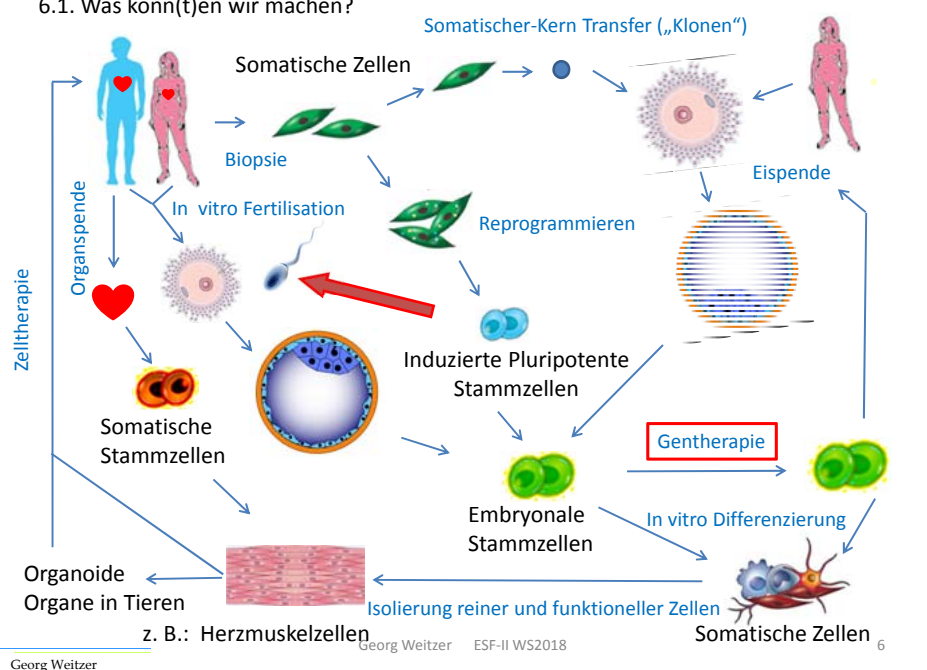 6.1. Was könn(t)en wir machen?
Somatischer-Kern Transfer („Klonen“)
Somatische Zellen
Biopsie
Eispende
In vitro Fertilisation
Reprogrammieren
Organspende
Zelltherapie
Induzierte Pluripotente
Stammzellen
Somatische
Stammzellen
Gentherapie
Embryonale
Stammzellen
In vitro Differenzierung
Organoide
Organe in Tieren
Isolierung reiner und funktioneller Zellen
z. B.: Herzmuskelzellen
Somatische Zellen
Georg Weitzer ESF-II WS2018
6
Georg Weitzer